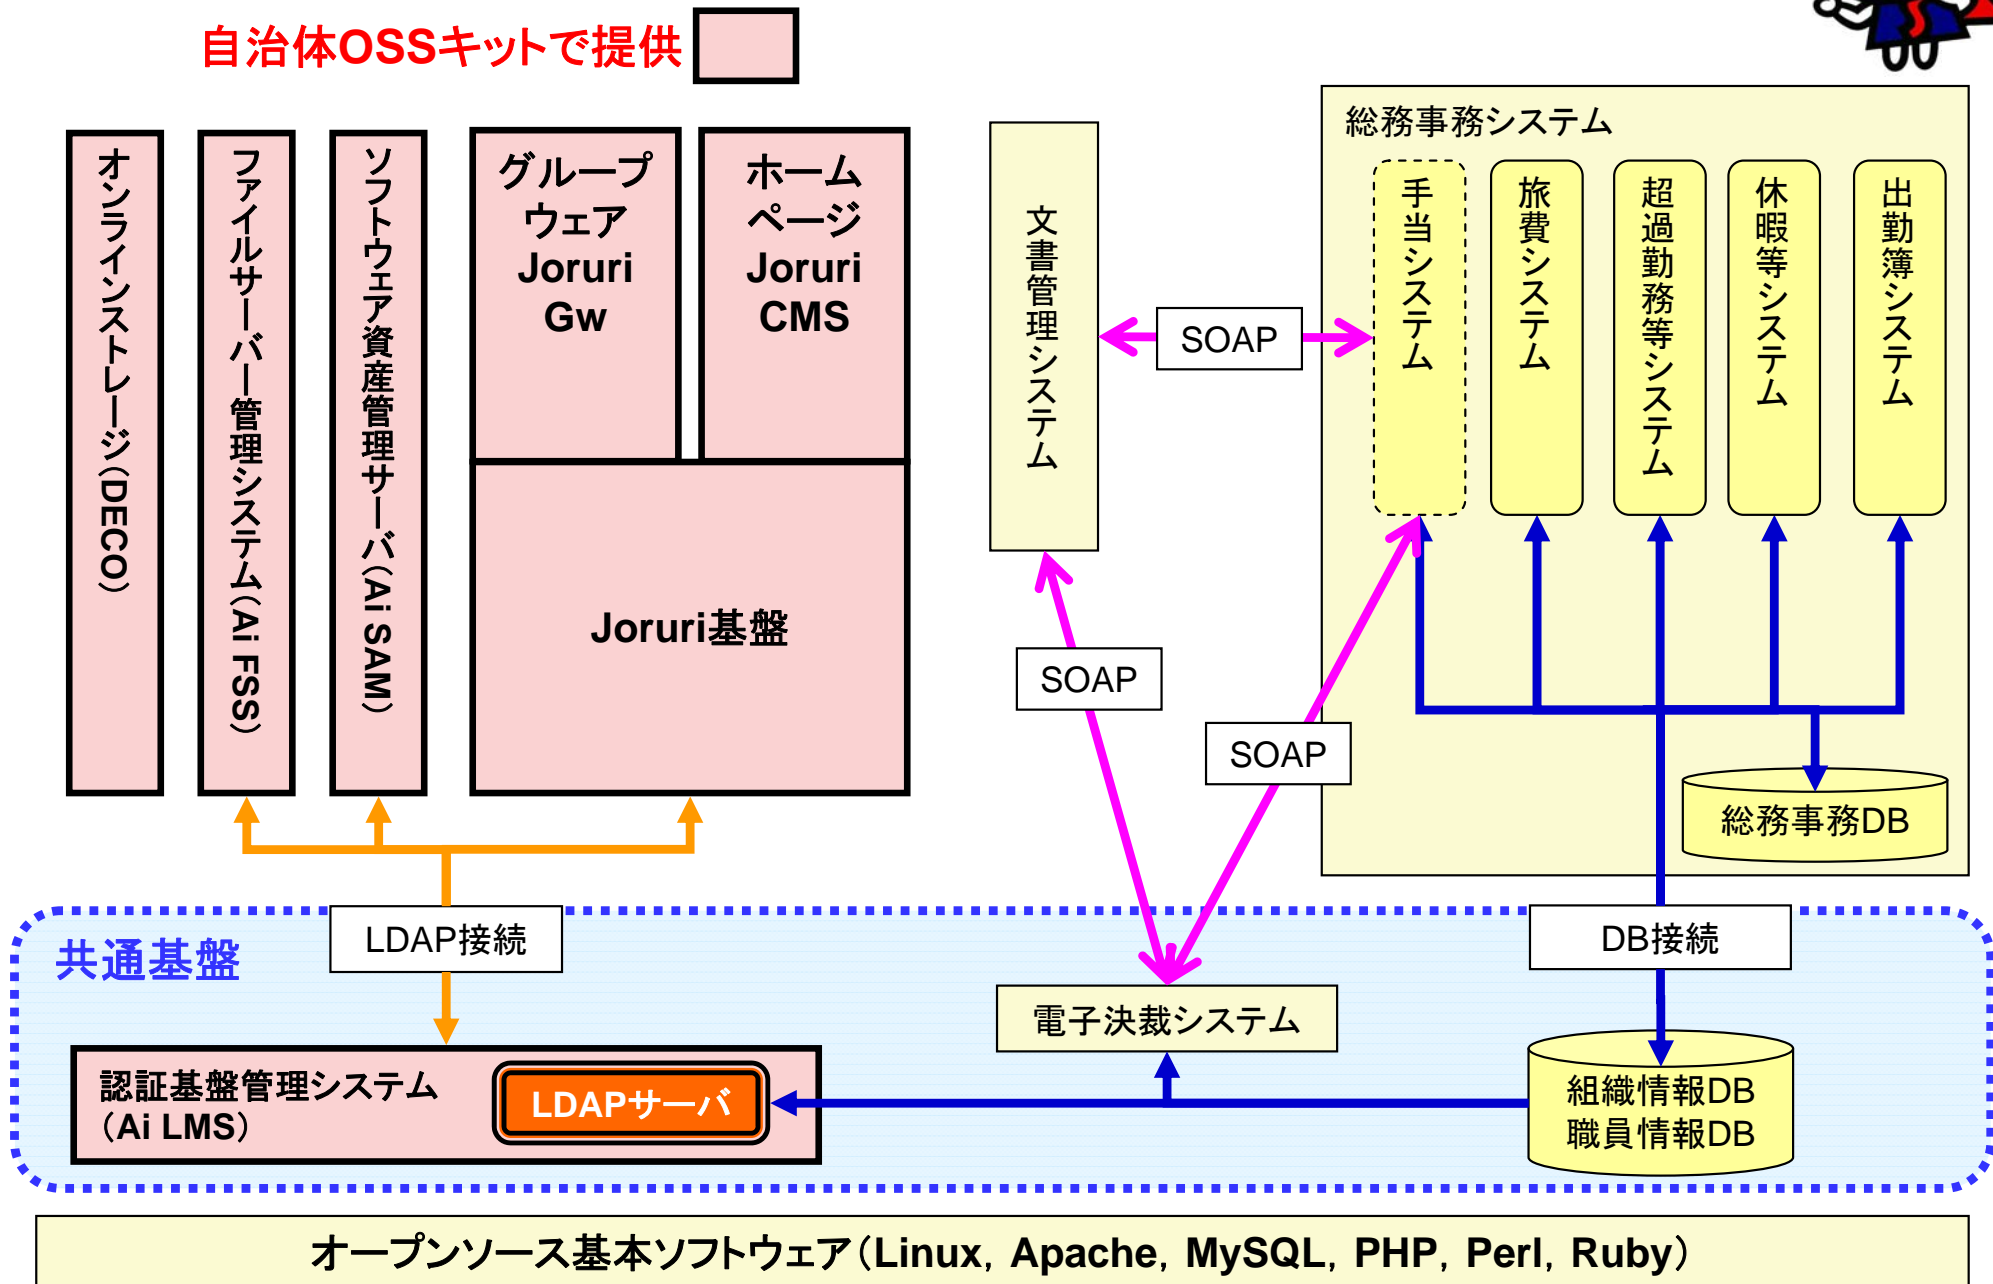 自治体OSSキットで提供
オンラインストレージ(DECO)
ファイルサーバー管理システム(Ai FSS)
ソフトウェア資産管理サーバ(Ai SAM)
グループ
ウェア
Joruri
Gw
ホーム
ページ
Joruri
CMS
Joruri基盤
文書管理システム
SOAP
SOAP
SOAP
総務事務システム
手当システム
旅費システム
超過勤務等システム
休暇等システム
出勤簿システム
総務事務DB
共通基盤
LDAP接続
DB接続
電子決裁システム
認証基盤管理システム
(Ai LMS)
LDAPサーバ
組織情報DB
職員情報DB
オープンソース基本ソフトウェア(Linux, Apache, MySQL, PHP, Perl, Ruby)